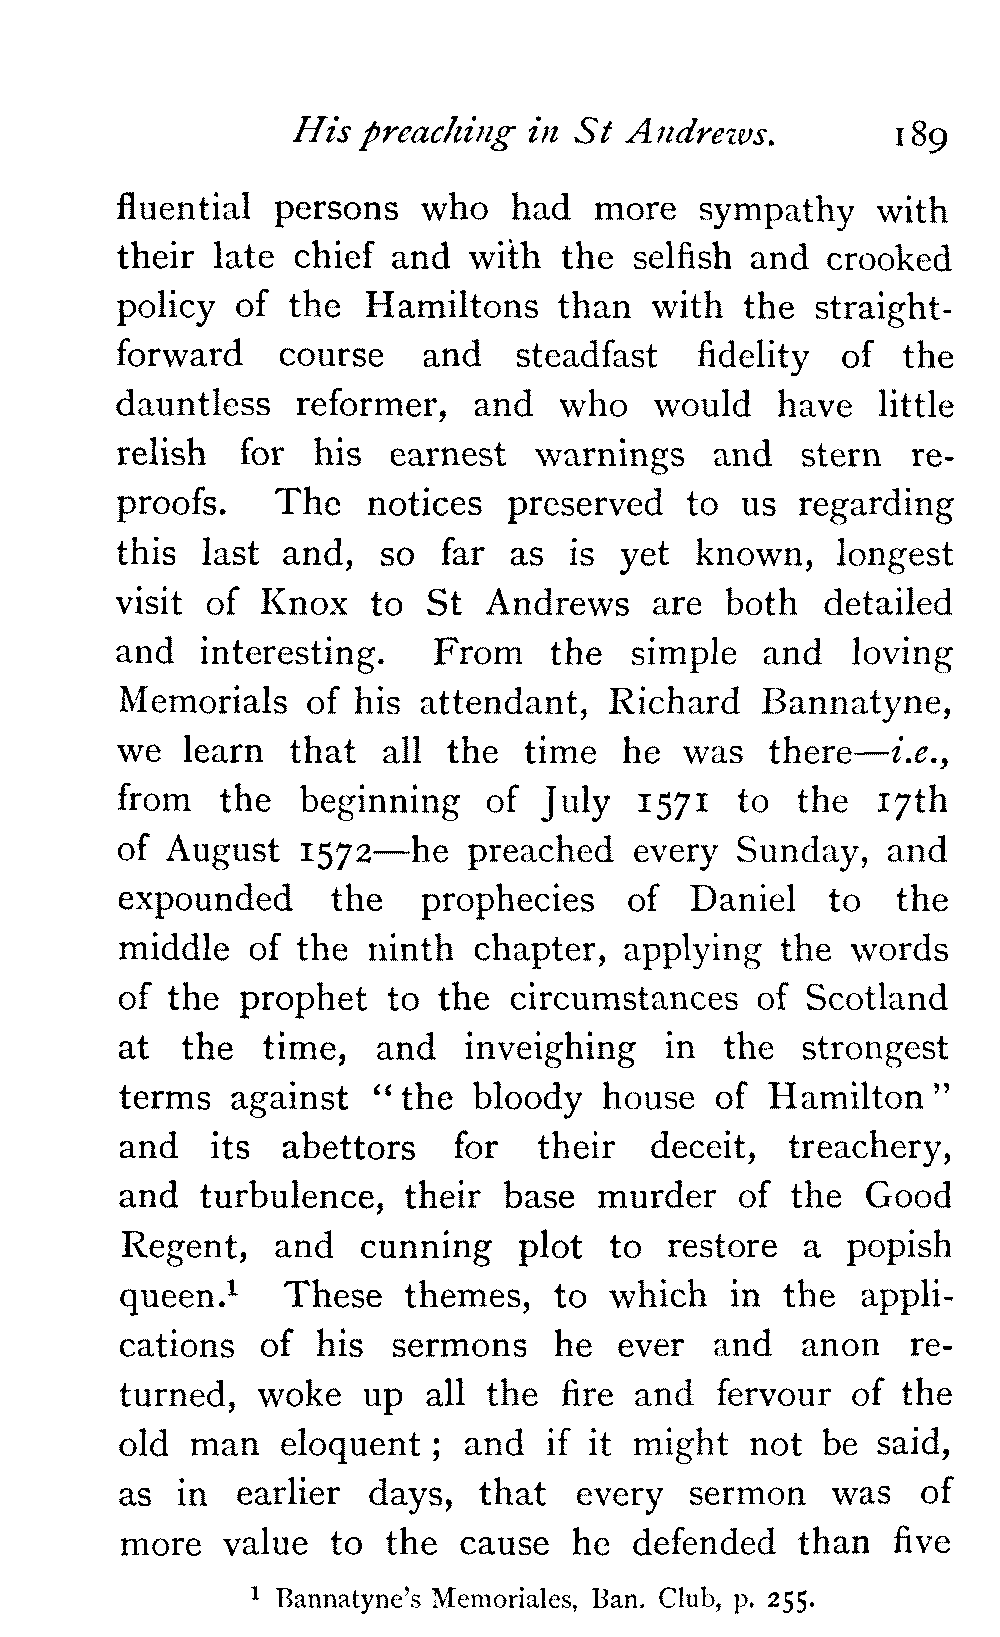 His preaching in St Andrews. 189
fluential persons who had more sympathy with
their late chief and with the selfish and crooked
policy of the Hamiltons than with the straight-
forward course and steadfast fidelity of the
dauntless reformer, and who would have little
relish for his earnest warnings and stern re-
proofs. The notices preserved to us regarding
this last and, so far as is yet known, longest
visit of Knox to St Andrews are both detailed
and interesting. From the simple and loving
Memorials of his attendant, Richard Bannatyne,
we learn that all the time he was there—i.e.,
from the beginning of July 1571 to the 17th
of August 1572—he preached every Sunday, and
expounded the prophecies of Daniel to the
middle of the ninth chapter, applying the words
of the prophet to the circumstances of Scotland
at the time, and inveighing in the strongest
terms against “the bloody house of Hamilton”
and its abettors for their deceit, treachery,
and turbulence, their base murder of the Good
Regent, and cunning plot to restore a popish
queen.¹ These themes, to which in the appli-
cations of his sermons he ever and anon re-
turned, woke up all the fire and fervour of the
old man eloquent; and if it might not be said,
as in earlier days, that every sermon was of
more value to the cause he defended than five
¹ Bannatyne's Memoriales, Ban. Club, p. 255.